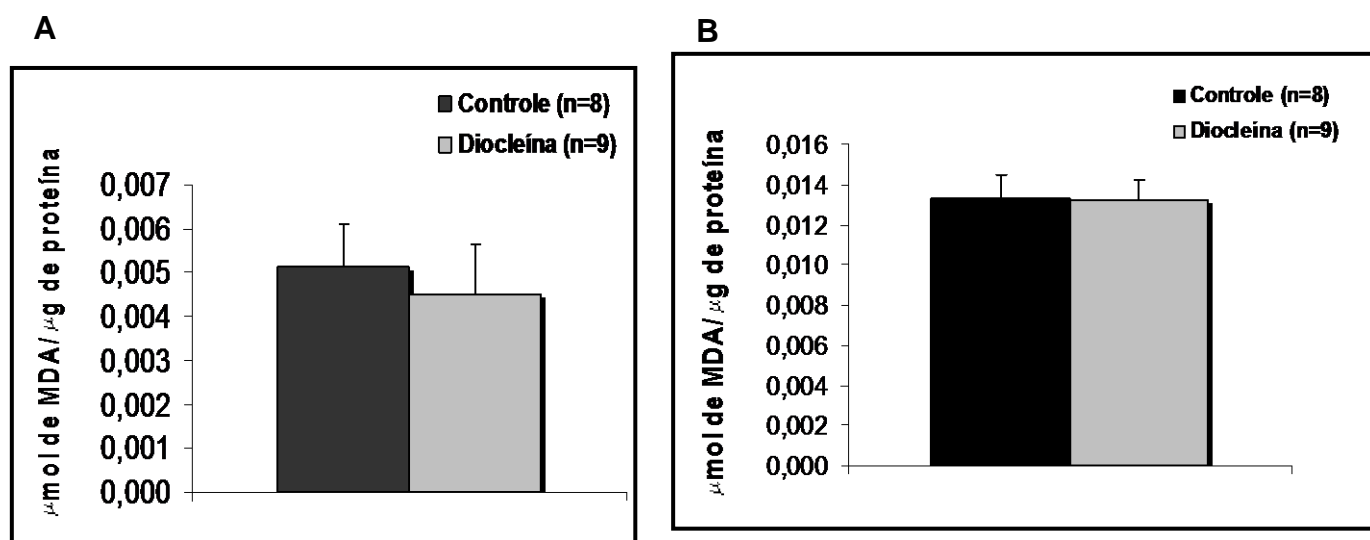 A
Controle (n=8)
Diocleína (n=9)
μmol de MDA/ μg de proteína
0,007
0,006
0,005
0,004
0,003
0,002
0,001
0,000
B
Controle (n=8)
Diocleína (n=9)
μmol de MDA/ μg de proteína
0,016
0,014
0,012
0,010
0,008
0,006
0,004
0,002
0,000